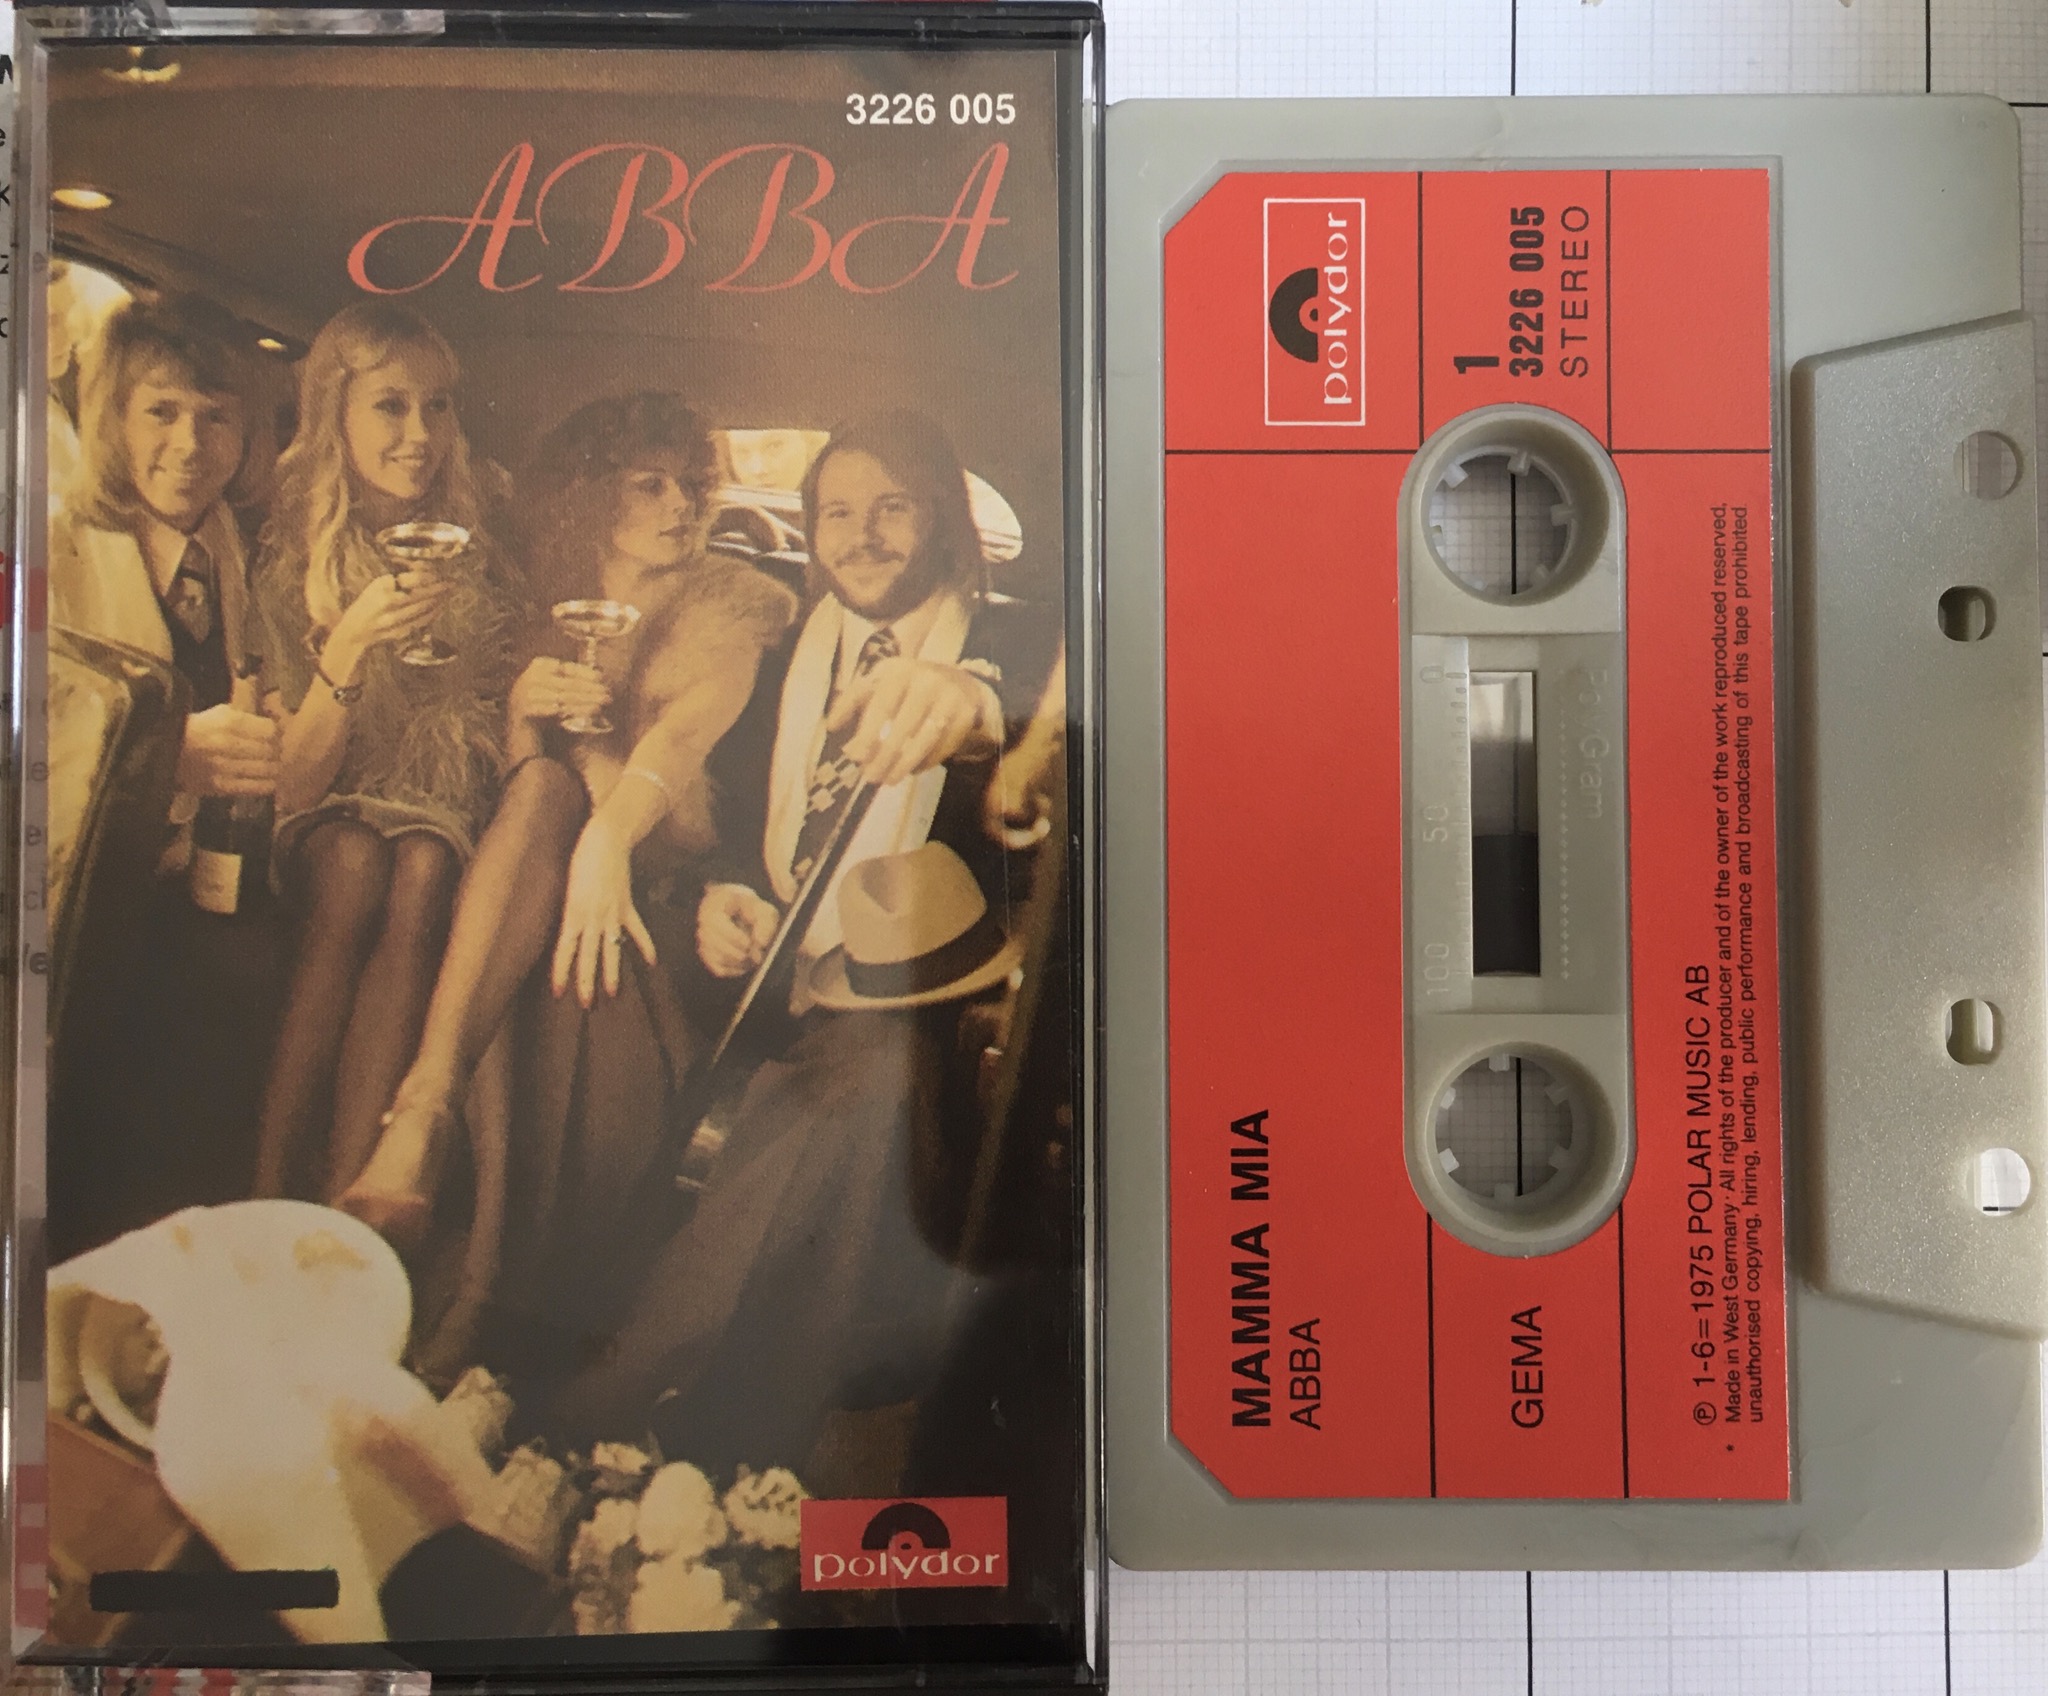 3226 005
ABBA
polydor
polydor
1
3226 005
STEREO
MAMMA MIA
ABBA
GEMA
0 50 100
PolyGram
℗ 1-6=1975 POLAR MUSIC AB
• Made in West Germany· All rights of the producer and of the owner of the work reproduced reserved,
unauthorised copying, hiring, lending, public performance and broadcasting of this tape prohibited